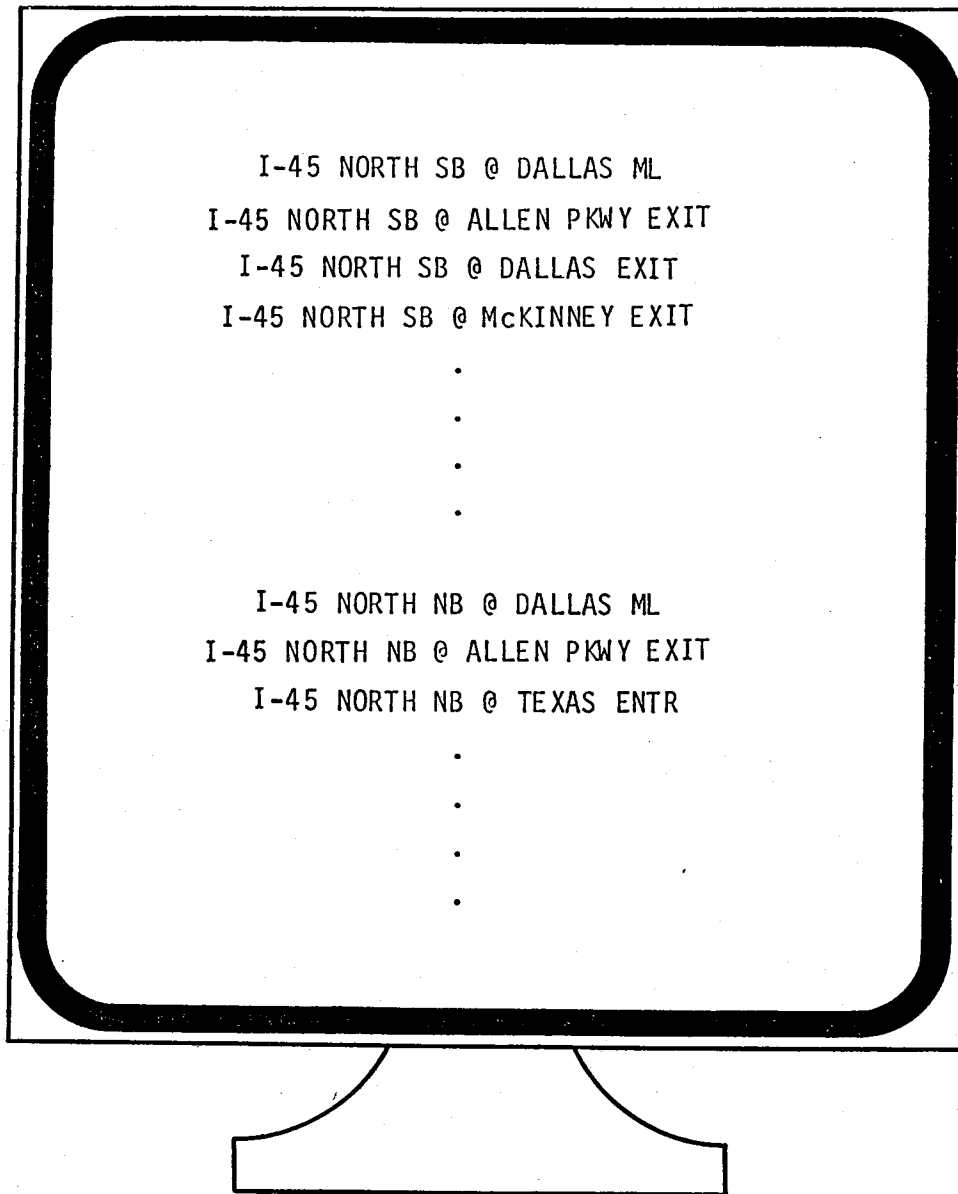 I-45 NORTH SB @ DALLAS ML
I-45 NORTH SB @ ALLEN PKWY EXIT
I-45 NORTH SB @ DALLAS EXIT
I-45 NORTH SB @ McKINNEY EXIT
.
.
.
.
I-45 NORTH NB @ DALLAS ML
I-45 NORTH NB @ ALLEN PKWY EXIT
I-45 NORTH NB @ TEXAS ENTR
.
.
.
.